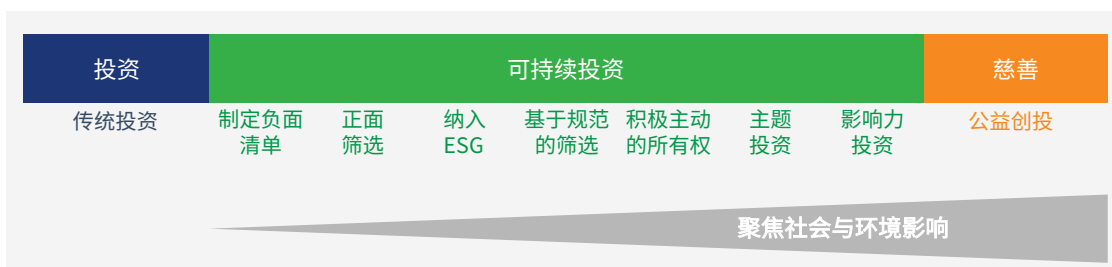 投资
可持续投资
慈善
传统投资
制定负面
清单
正面
筛选
纳入
ESG
基于规范
的筛选
积极主动
的所有权
主题
投资
影响力
投资
公益创投
聚焦社会与环境影响